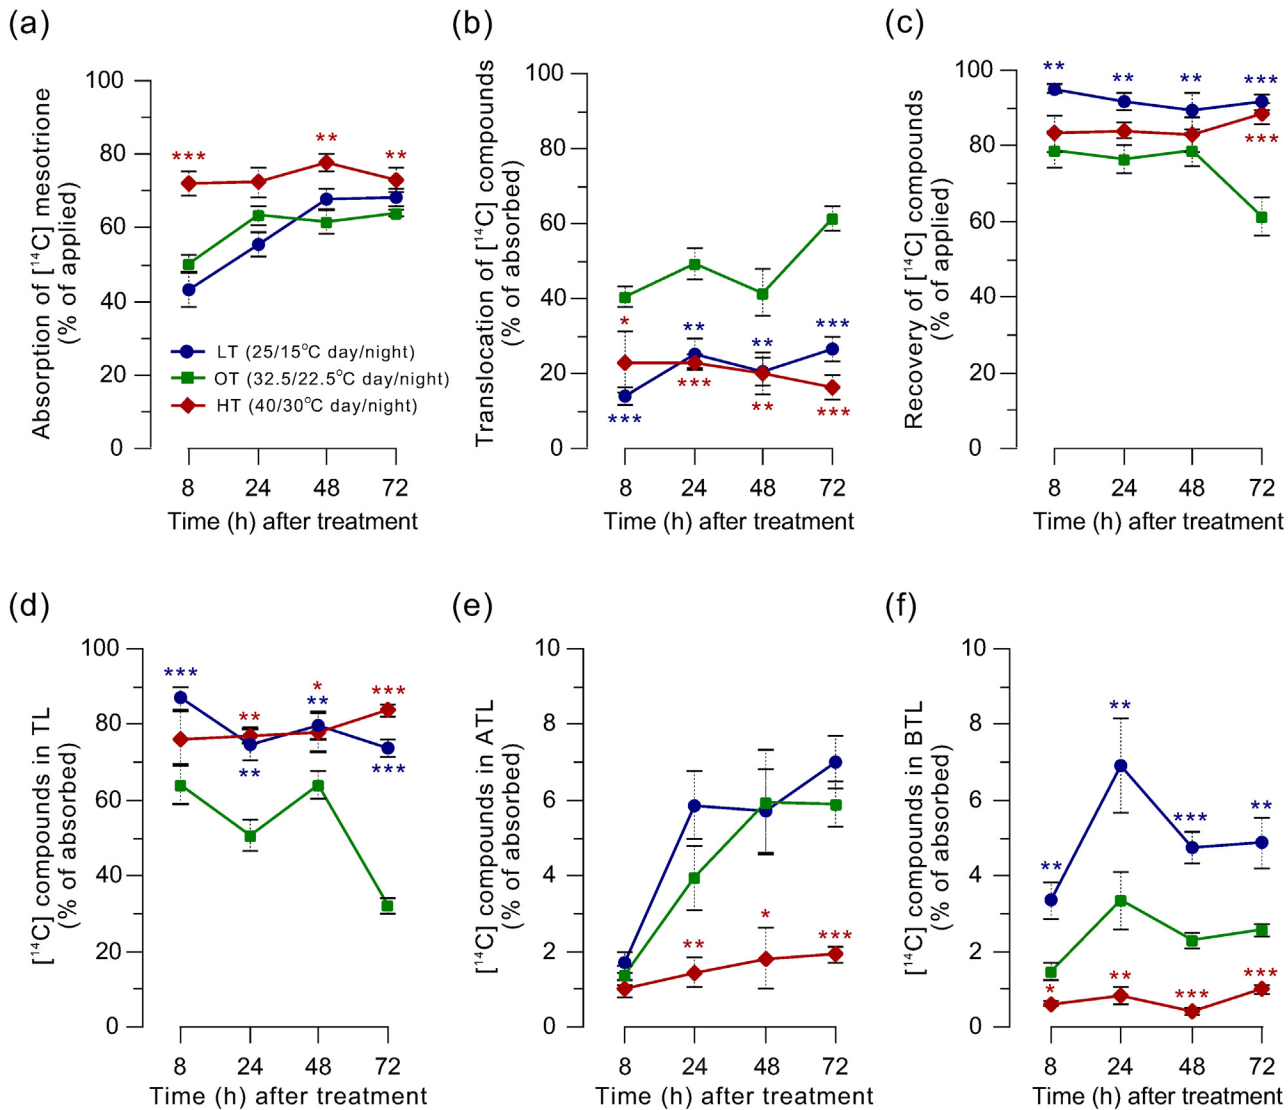 (a)
Absorption of [¹⁴C] mesotrione
(% of applied)
100
80
60
40
20
0
***
**
**
LT (25/15°C day/night)
OT (32.5/22.5°C day/night)
HT (40/30°C day/night)
8 24 48 72
Time (h) after treatment
(b)
Translocation of [¹⁴C] compounds
(% of absorbed)
100
80
60
40
20
0
*
**
**
***
***
***
**
***
8 24 48 72
Time (h) after treatment
(c)
Recovery of [¹⁴C] compounds
(% of applied)
100
80
60
40
20
0
**
**
**
***
***
8 24 48 72
Time (h) after treatment
(d)
[¹⁴C] compounds in TL
(% of absorbed)
100
80
60
40
20
0
***
**
*
**
***
**
***
8 24 48 72
Time (h) after treatment
(e)
[¹⁴C] compounds in ATL
(% of absorbed)
10
8
6
4
2
0
**
*
***
8 24 48 72
Time (h) after treatment
(f)
[¹⁴C] compounds in BTL
(% of absorbed)
10
8
6
4
2
0
**
**
***
**
*
**
***
***
8 24 48 72
Time (h) after treatment